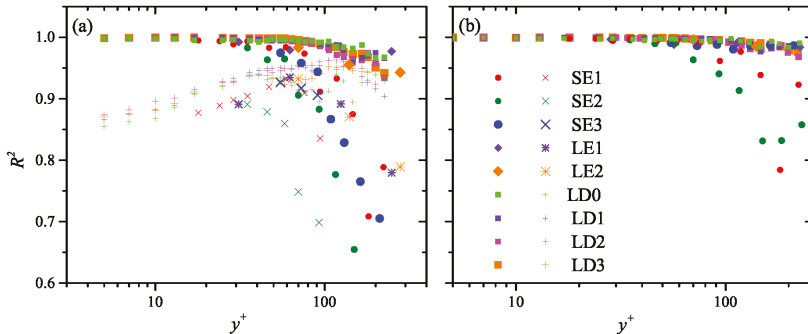 (a)
(b)
1.0
0.9
0.8
0.7
0.6
R²
10
100
10
100
y⁺
y⁺
SE1
SE2
SE3
LE1
LE2
LD0
LD1
LD2
LD3